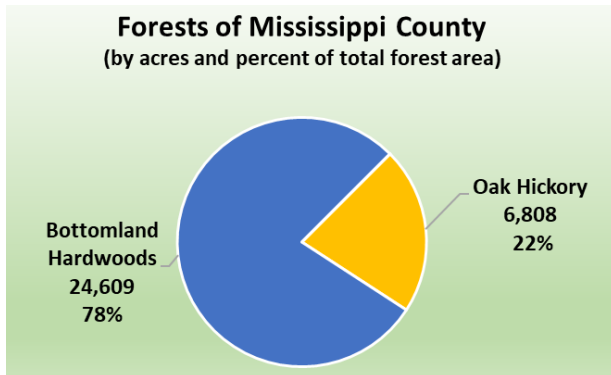 Forests of Mississippi County
(by acres and percent of total forest area)
Oak Hickory
6,808
22%
Bottomland
Hardwoods
24,609
78%